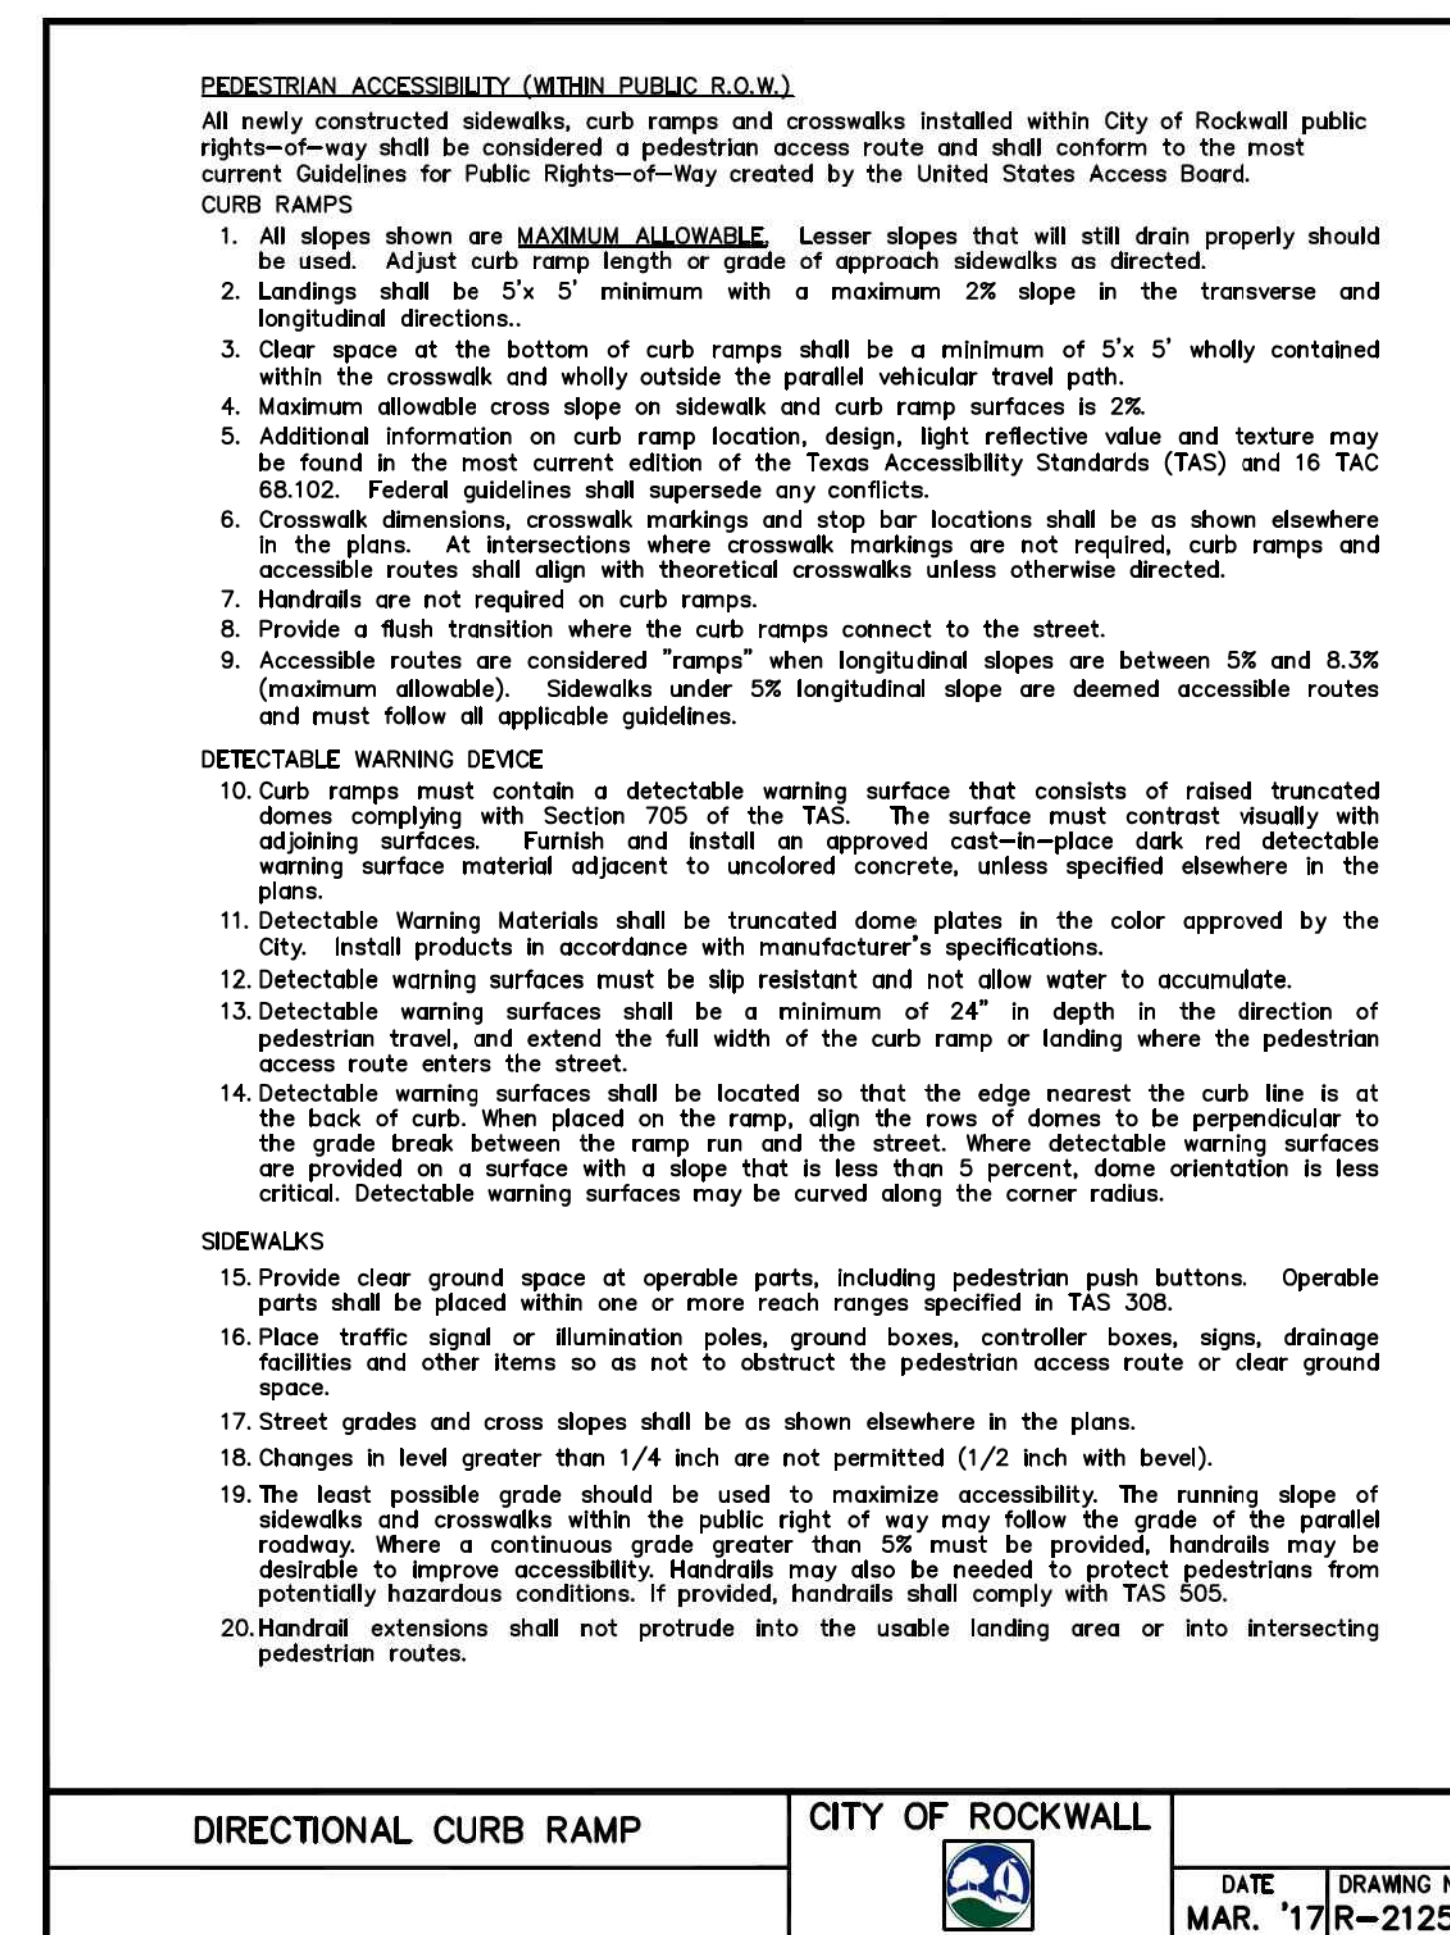 PEDESTRIAN ACCESSIBILITY (WITHIN PUBLIC R.O.W.)
All newly constructed sidewalks, curb ramps and crosswalks installed within City of Rockwall public
rights-of-way shall be considered a pedestrian access route and shall conform to the most
current Guidelines for Public Rights-of-Way created by the United States Access Board.
CURB RAMPS
1. All slopes shown are MAXIMUM ALLOWABLE. Lesser slopes that will still drain properly should
be used. Adjust curb ramp length or grade of approach sidewalks as directed.
2. Landings shall be 5'x 5' minimum with a maximum 2% slope in the transverse and
longitudinal directions..
3. Clear space at the bottom of curb ramps shall be a minimum of 5'x 5' wholly contained
within the crosswalk and wholly outside the parallel vehicular travel path.
4. Maximum allowable cross slope on sidewalk and curb ramp surfaces is 2%.
5. Additional information on curb ramp location, design, light reflective value and texture may
be found in the most current edition of the Texas Accessibility Standards (TAS) and 16 TAC
68.102. Federal guidelines shall supersede any conflicts.
6. Crosswalk dimensions, crosswalk markings and stop bar locations shall be as shown elsewhere
in the plans. At intersections where crosswalk markings are not required, curb ramps and
accessible routes shall align with theoretical crosswalks unless otherwise directed.
7. Handrails are not required on curb ramps.
8. Provide a flush transition where the curb ramps connect to the street.
9. Accessible routes are considered "ramps" when longitudinal slopes are between 5% and 8.3%
(maximum allowable). Sidewalks under 5% longitudinal slope are deemed accessible routes
and must follow all applicable guidelines.
DETECTABLE WARNING DEVICE
10. Curb ramps must contain a detectable warning surface that consists of raised truncated
domes complying with Section 705 of the TAS. The surface must contrast visually with
adjoining surfaces. Furnish and install an approved cast-in-place dark red detectable
warning surface material adjacent to uncolored concrete, unless specified elsewhere in the
plans.
11. Detectable Warning Materials shall be truncated dome plates in the color approved by the
City. Install products in accordance with manufacturer's specifications.
12. Detectable warning surfaces must be slip resistant and not allow water to accumulate.
13. Detectable warning surfaces shall be a minimum of 24" in depth in the direction of
pedestrian travel, and extend the full width of the curb ramp or landing where the pedestrian
access route enters the street.
14. Detectable warning surfaces shall be located so that the edge nearest the curb line is at
the back of curb. When placed on the ramp, align the rows of domes to be perpendicular to
the grade break between the ramp run and the street. Where detectable warning surfaces
are provided on a surface with a slope that is less than 5 percent, dome orientation is less
critical. Detectable warning surfaces may be curved along the corner radius.
SIDEWALKS
15. Provide clear ground space at operable parts, including pedestrian push buttons. Operable
parts shall be placed within one or more reach ranges specified in TAS 308.
16. Place traffic signal or illumination poles, ground boxes, controller boxes, signs, drainage
facilities and other items so as not to obstruct the pedestrian access route or clear ground
space.
17. Street grades and cross slopes shall be as shown elsewhere in the plans.
18. Changes in level greater than 1/4 inch are not permitted (1/2 inch with bevel).
19. The least possible grade should be used to maximize accessibility. The running slope of
sidewalks and crosswalks within the public right of way may follow the grade of the parallel
roadway. Where a continuous grade greater than 5% must be provided, handrails may be
desirable to improve accessibility. Handrails may also be needed to protect pedestrians from
potentially hazardous conditions. If provided, handrails shall comply with TAS 505.
20. Handrail extensions shall not protrude into the usable landing area or into intersecting
pedestrian routes.
DIRECTIONAL CURB RAMP
CITY OF ROCKWALL
DATE
MAR. '17
DRAWING
R-2125